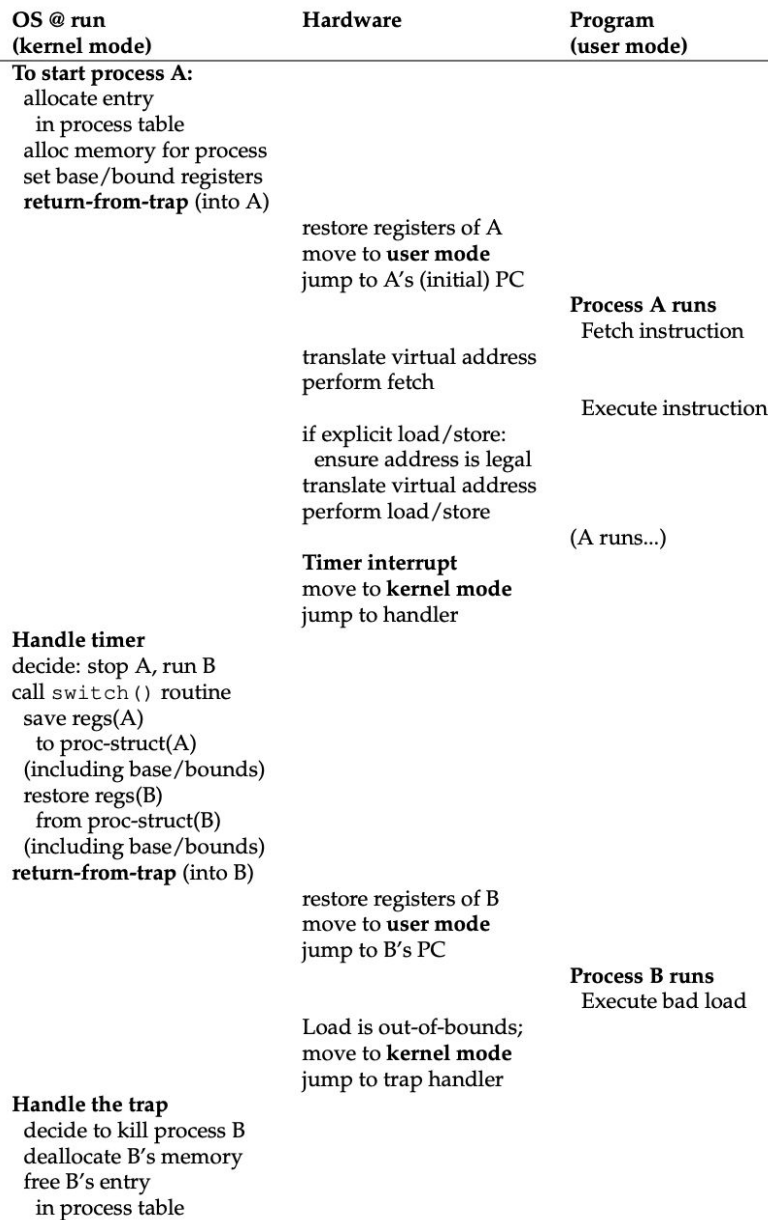 OS @ run Hardware Program
(kernel mode) (user mode)
To start process A:
allocate entry
in process table
alloc memory for process
set base/bound registers
return-from-trap (into A)
restore registers of A
move to user mode
jump to A's (initial) PC
Process A runs
Fetch instruction
translate virtual address
perform fetch
Execute instruction
if explicit load/store:
ensure address is legal
translate virtual address
perform load/store
(A runs...)
Timer interrupt
move to kernel mode
jump to handler
Handle timer
decide: stop A, run B
call switch() routine
save regs(A)
to proc-struct(A)
(including base/bounds)
restore regs(B)
from proc-struct(B)
(including base/bounds)
return-from-trap (into B)
restore registers of B
move to user mode
jump to B's PC
Process B runs
Execute bad load
Load is out-of-bounds;
move to kernel mode
jump to trap handler
Handle the trap
decide to kill process B
deallocate B's memory
free B's entry
in process table